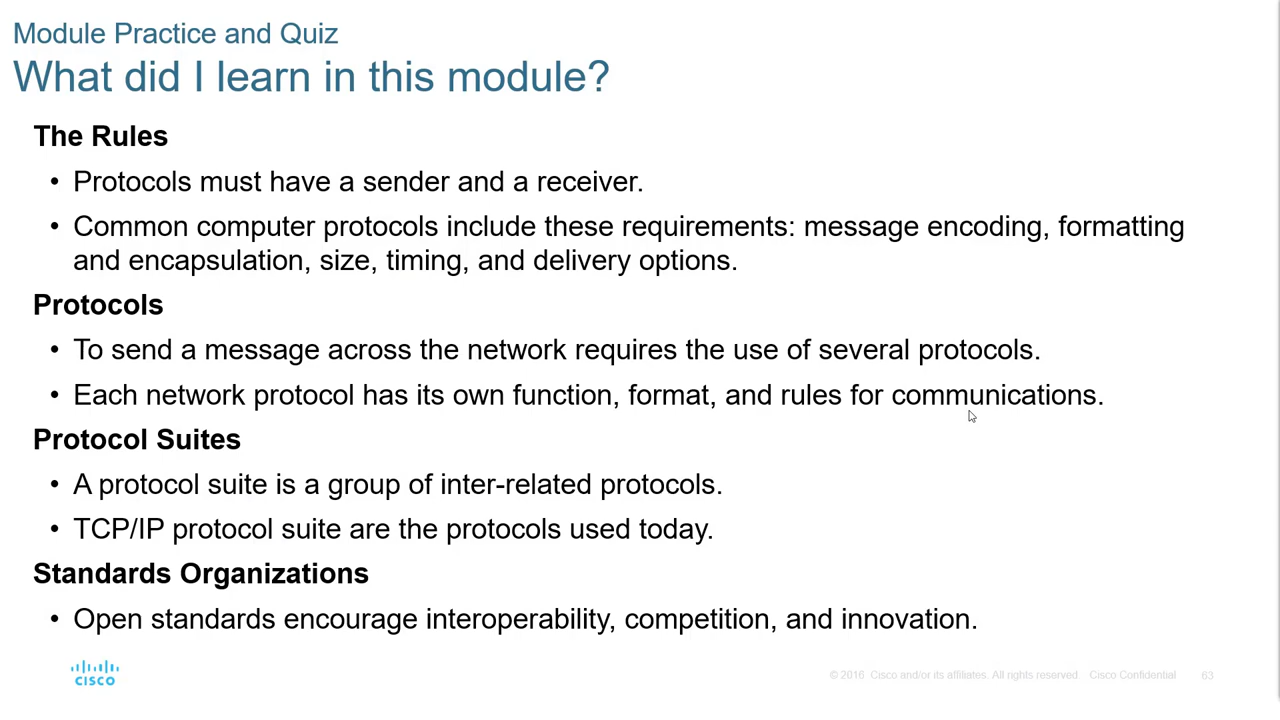 Module Practice and Quiz
What did I learn in this module?
The Rules
• Protocols must have a sender and a receiver.
• Common computer protocols include these requirements: message encoding, formatting
and encapsulation, size, timing, and delivery options.
Protocols
• To send a message across the network requires the use of several protocols.
• Each network protocol has its own function, format, and rules for communications.
Protocol Suites
• A protocol suite is a group of inter-related protocols.
• TCP/IP protocol suite are the protocols used today.
Standards Organizations
• Open standards encourage interoperability, competition, and innovation.
CISCO
© 2016 Cisco and/or its affiliates. All rights reserved Cisco Confidential 63